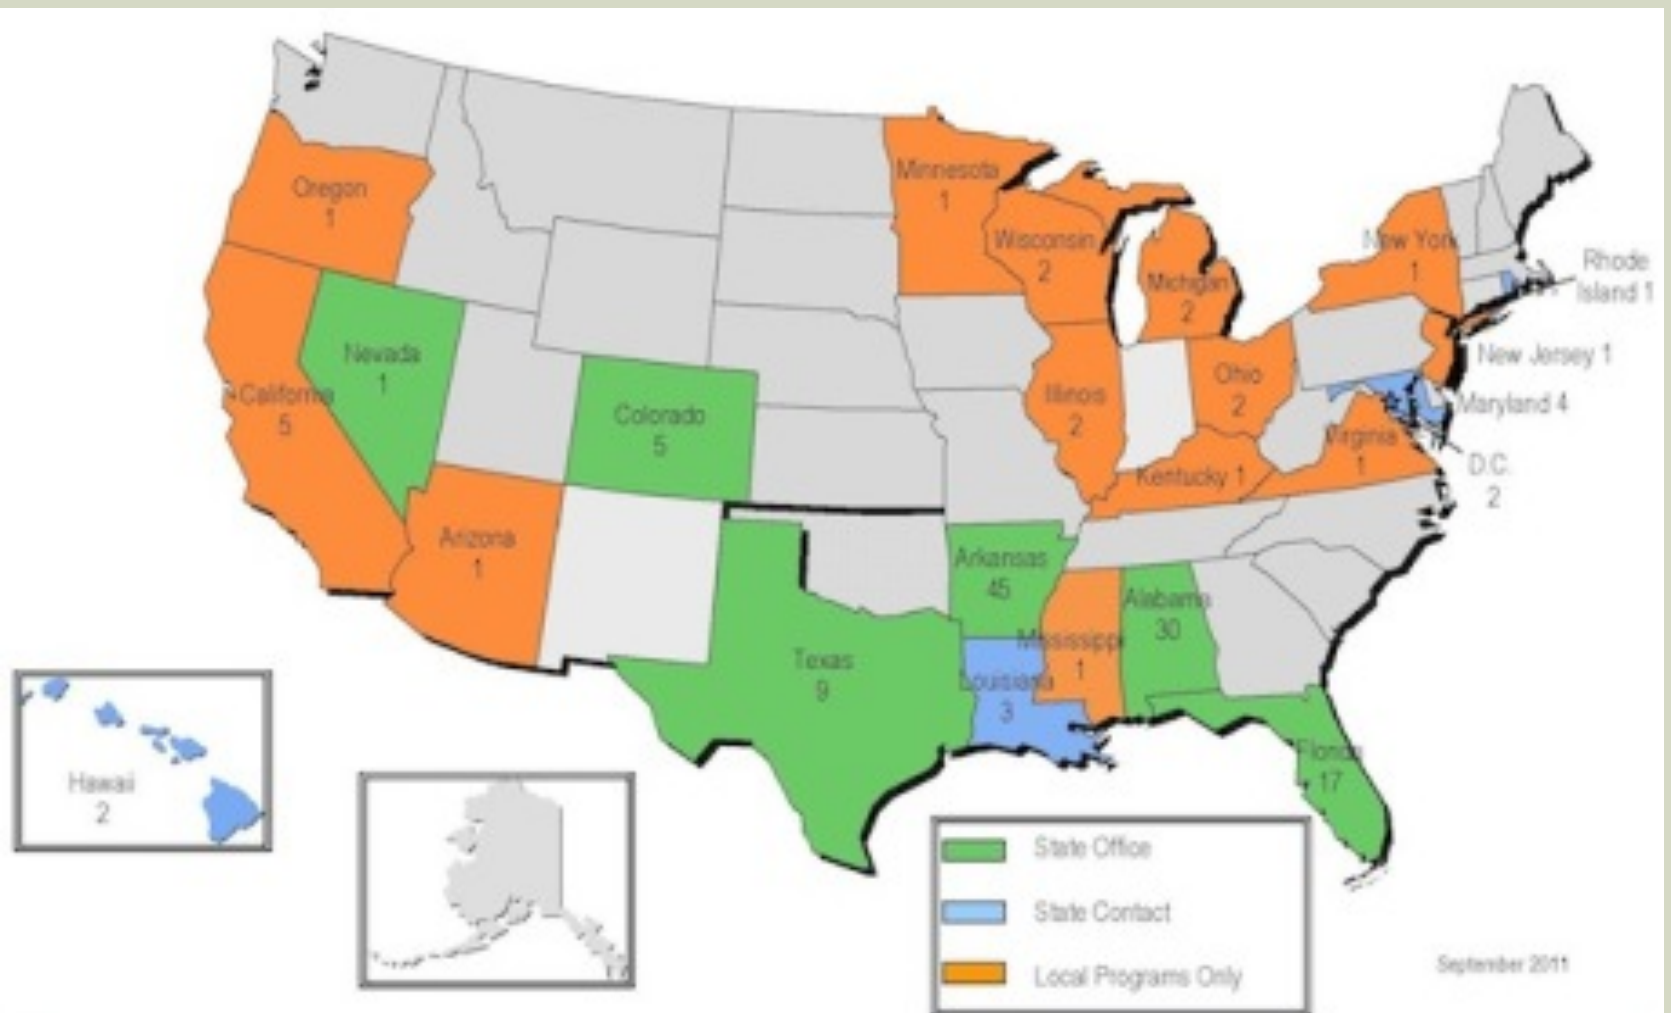 Oregon
1
Minnesota
1
Wisconsin
2
Michigan
2
New York
1
Rhode
Island 1
Nevada
1
California
5
Colorado
5
Illinois
2
Ohio
2
New Jersey 1
Maryland 4
Virginia
1
D.C.
2
Kentucky 1
Arizona
1
Arkansas
45
Mississippi
1
Alabama
30
Texas
9
Louisiana
3
Florida
17
Hawaii
2
State Office
State Contact
Local Programs Only
September 2011